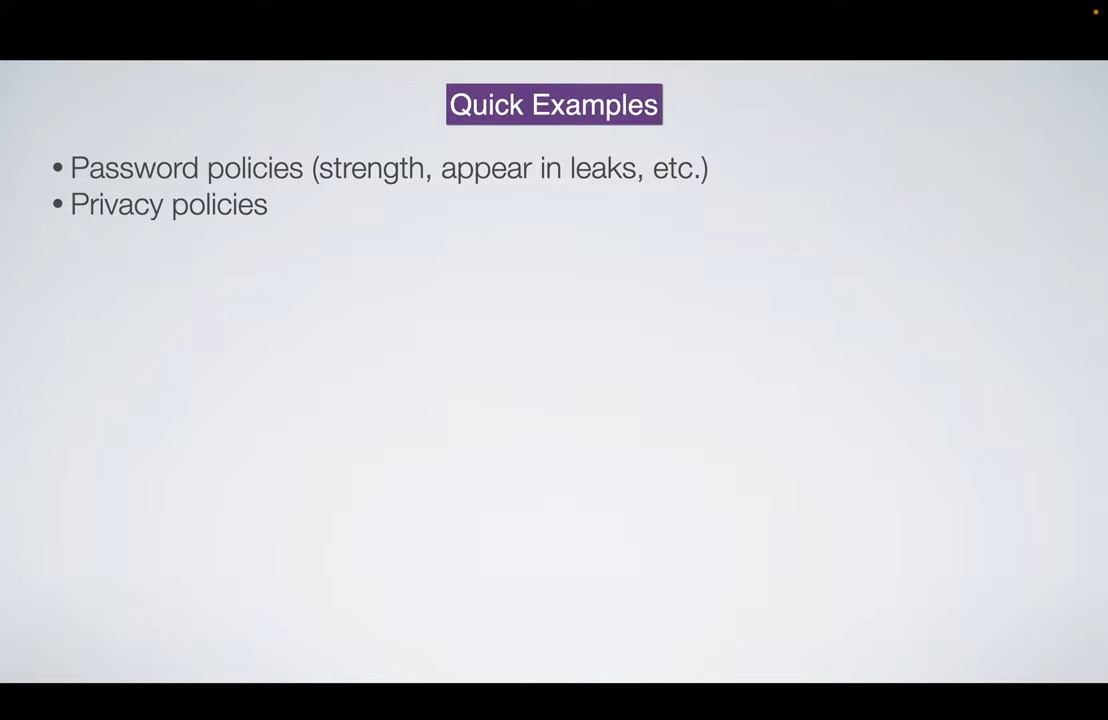 Quick Examples
• Password policies (strength, appear in leaks, etc.)
• Privacy policies